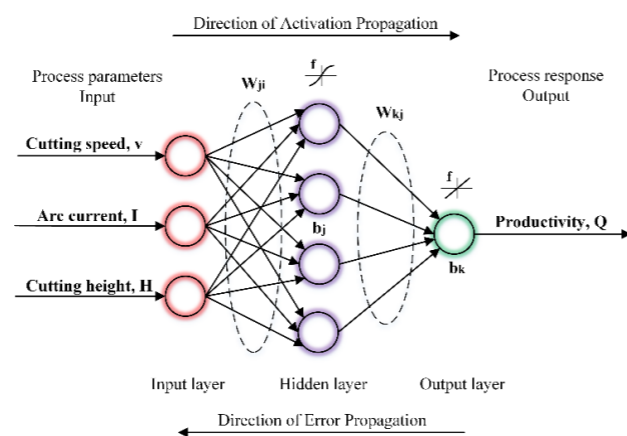 Direction of Activation Propagation
Process parameters
Input
f
Wji
Wkj
Process response
Output
Cutting speed, v
f
Arc current, I
bj
Productivity, Q
bk
Cutting height, H
Input layer
Hidden layer
Output layer
Direction of Error Propagation